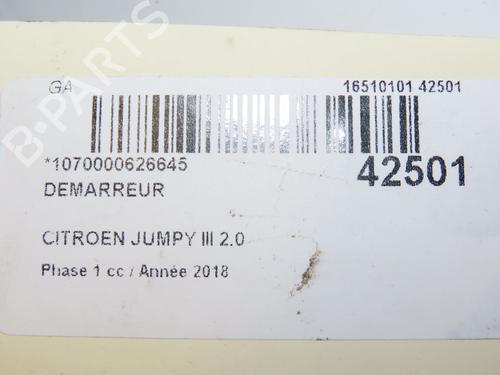 B-PARTS
GA 16510101 42501
*1070000626645 42501
DEMARREUR
CITROEN JUMPY III 2.0
Phase 1 cc / Année 2018